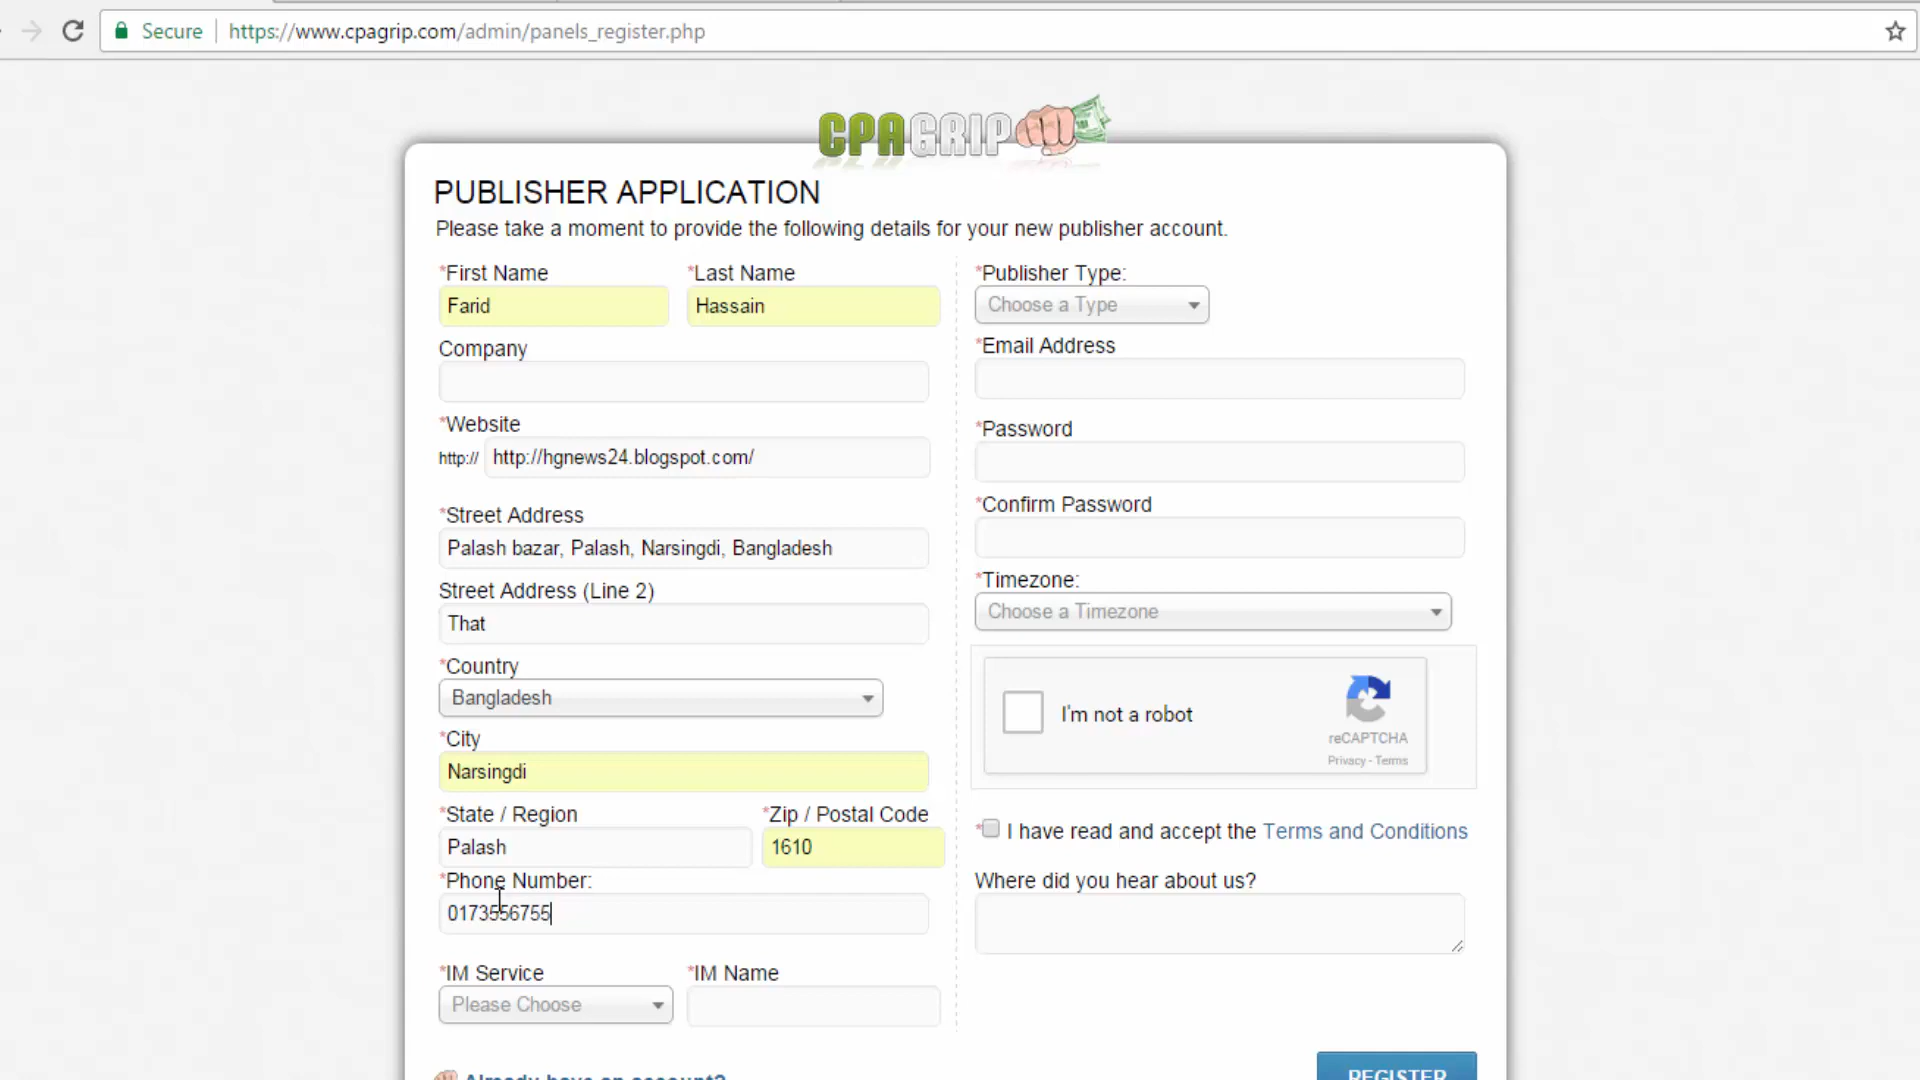 Secure https://www.cpagrip.com/admin/panels_register.php
CPAGRIP
PUBLISHER APPLICATION
Please take a moment to provide the following details for your new publisher account.
*First Name
*Last Name
Farid
Hassain
Company
*Website
http:// http://hgnews24.blogspot.com/
*Street Address
Palash bazar, Palash, Narsingdi, Bangladesh
Street Address (Line 2)
That
*Country
Bangladesh
*City
Narsingdi
*State / Region
*Zip / Postal Code
Palash
1610
*Phone Number:
0173556755
*IM Service
*IM Name
Please Choose
Already have an account?
*Publisher Type:
Choose a Type
*Email Address
*Password
*Confirm Password
*Timezone:
Choose a Timezone
I'm not a robot
reCAPTCHA
Privacy - Terms
* I have read and accept the Terms and Conditions
Where did you hear about us?
REGISTER